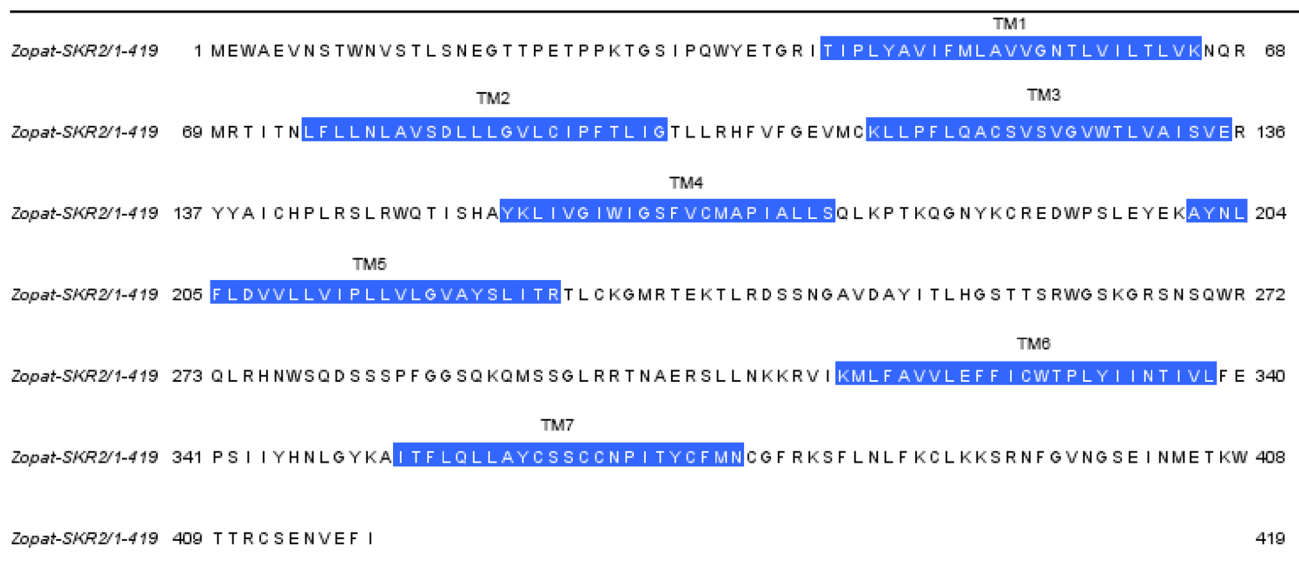 TM1
Zopat-SKR2/1-419 1 MEWAEVNSTWNVSTLSNEGTTPETPPKTGSIPQWYETGRITIPLYAVIFMLAVVGNTLVILTLVKNQR 68
TM2 TM3
Zopat-SKR2/1-419 69 MRTITNLFLLNLAVSDLLLGVLCIPFTLIGTLLRHFVFGEVMCKLLPFLQACSVSVGVWTLVAISVER 136
TM4
Zopat-SKR2/1-419 137 YYAICHPLRSLRWQTISHAYKLIVGIWIGSFVCMAPIALLSQLKPTKQGNYKCREDWPSLEYEKAYNL 204
TM5
Zopat-SKR2/1-419 205 FLDVVLLVIPLLVLGVAYSLITRTLCKGMRTEKTLRDSSNGAVDAYITLHGSTTSRWGSKGRSNSQWR 272
TM6
Zopat-SKR2/1-419 273 QLRHNWSQDSSSPFGGSQKQMSSGLRRTNAERSLLNKKRVIKMLFAVVLEFFICWTPLYIINTIVLFE 340
TM7
Zopat-SKR2/1-419 341 PSIIYHNLGYKAITFLQLLAYCSSCCNPITYCFMNCGFRKSFLNLFKCLKKSRNFGVNGSEINMETKW 408
Zopat-SKR2/1-419 409 TTRCSENVEFI 419